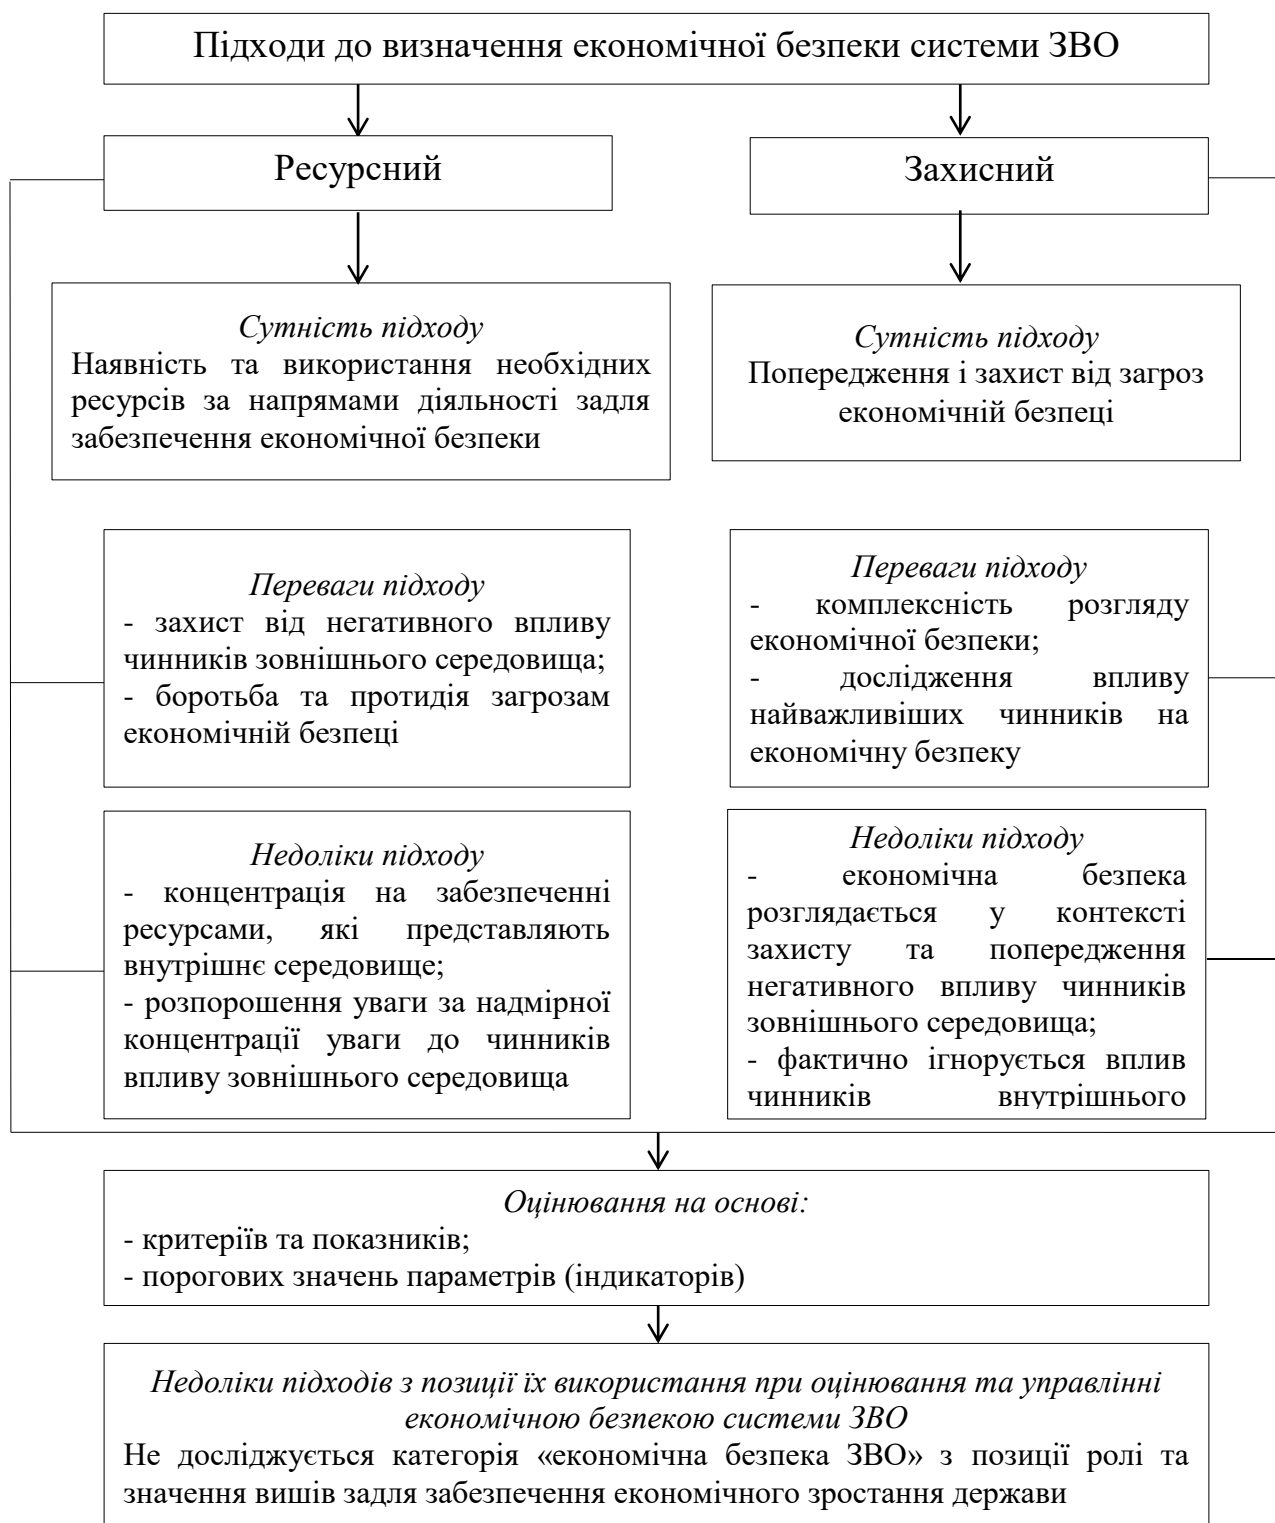 Підходи до визначення економічної безпеки системи ЗВО
Ресурсний
Захисний
Сутність підходу
Наявність та використання необхідних
ресурсів за напрямами діяльності задля
забезпечення економічної безпеки
Сутність підходу
Попередження і захист від загроз
економічній безпеці
Переваги підходу
- захист від негативного впливу
чинників зовнішнього середовища;
- боротьба та протидія загрозам
економічній безпеці
Переваги підходу
- комплексність розгляду
економічної безпеки;
- дослідження впливу
найважливіших чинників на
економічну безпеку
Недоліки підходу
- концентрація на забезпеченні
ресурсами, які представляють
внутрішнє середовище;
- розпорошення уваги за надмірної
концентрації уваги до чинників
впливу зовнішнього середовища
Недоліки підходу
- економічна безпека
розглядається у контексті
захисту та попередження
негативного впливу чинників
зовнішнього середовища;
- фактично ігнорується вплив
чинників внутрішнього
Оцінювання на основі:
- критеріїв та показників;
- порогових значень параметрів (індикаторів)
Недоліки підходів з позиції їх використання при оцінювання та управлінні
економічною безпекою системи ЗВО
Не досліджується категорія «економічна безпека ЗВО» з позиції ролі та
значення вишів задля забезпечення економічного зростання держави